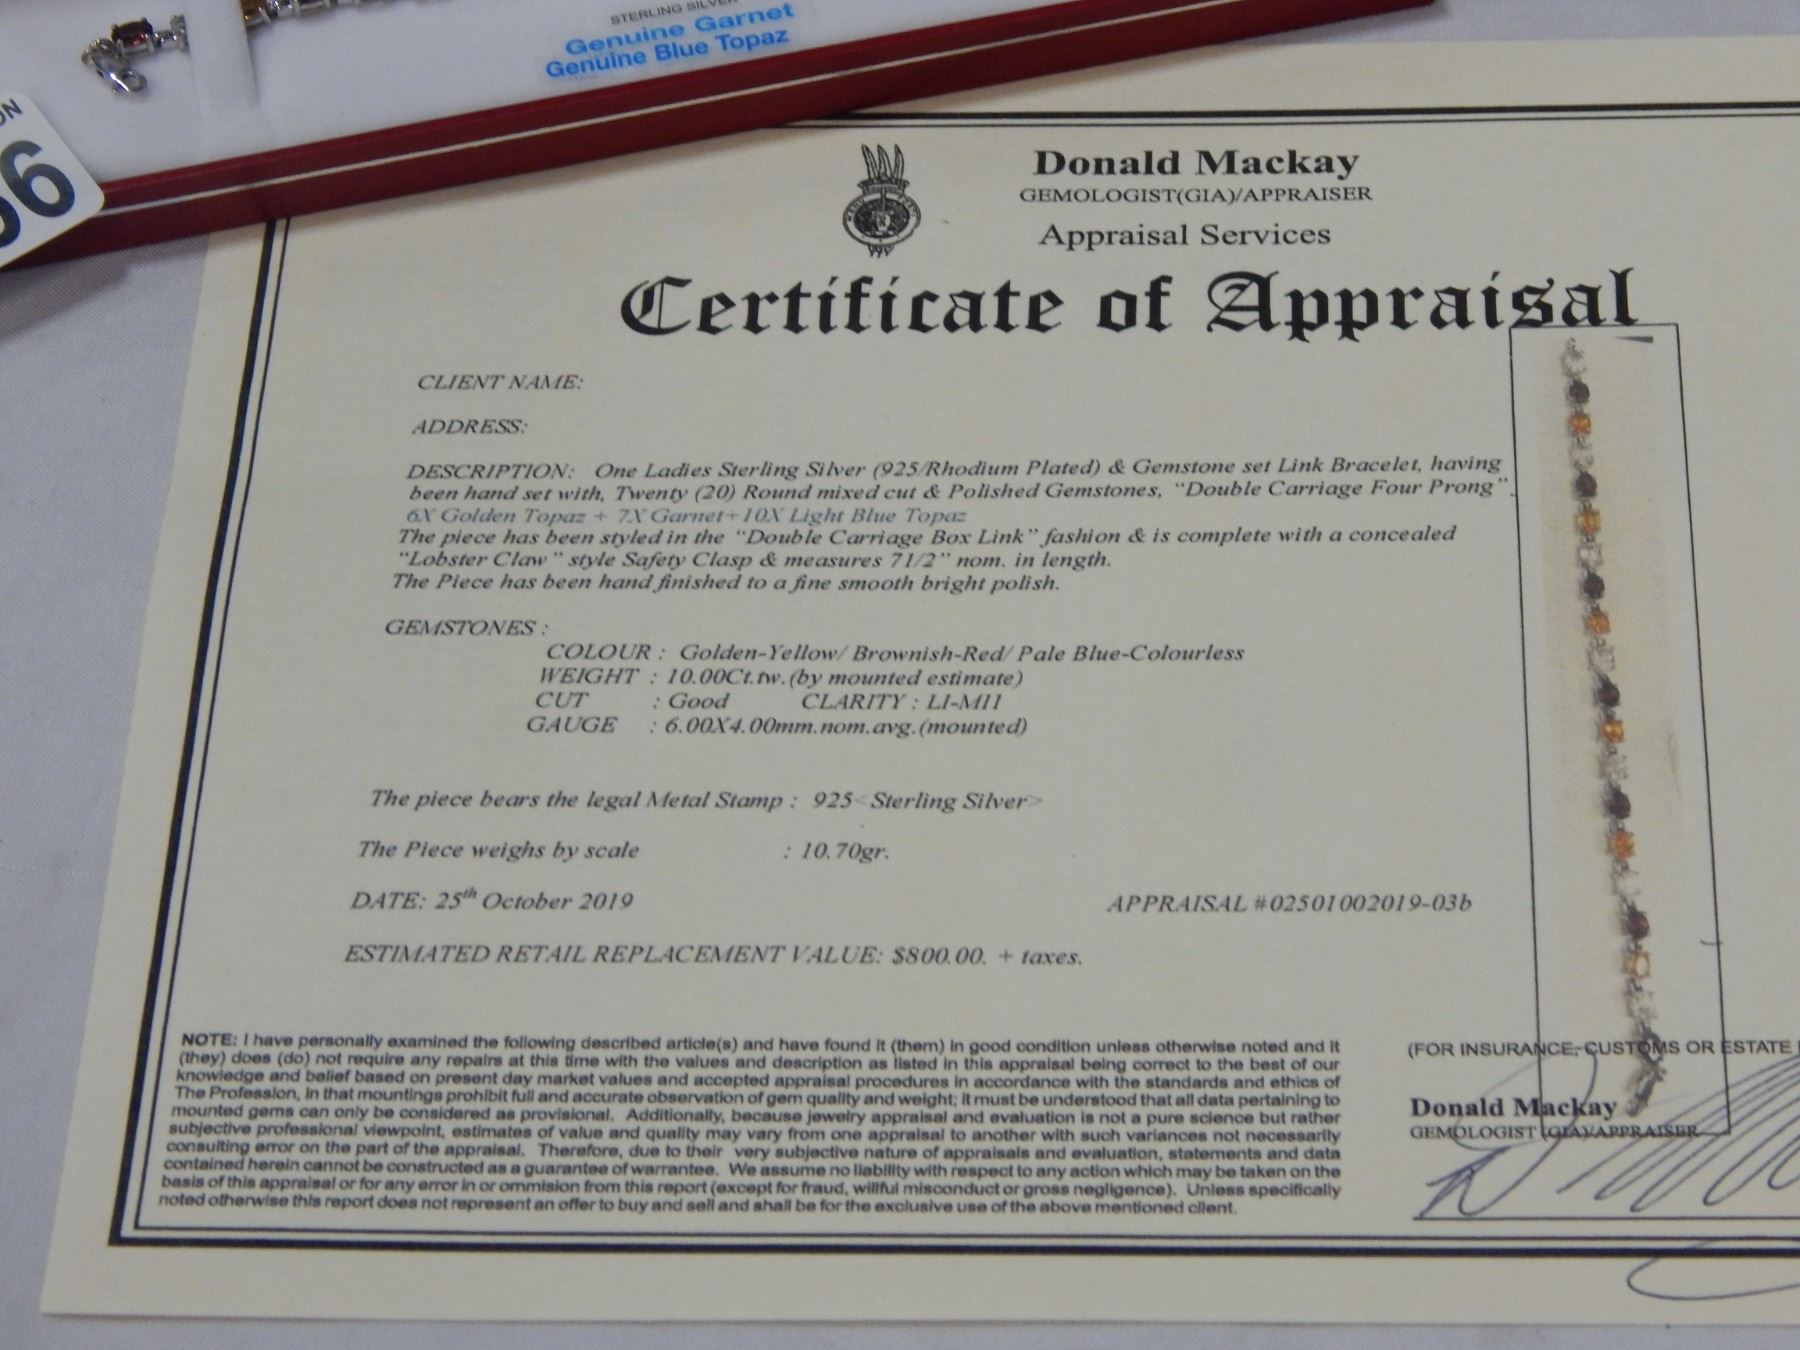 STERLING SILVER
Genuine Garnet
Genuine Blue Topaz
66
Donald Mackay
GEMOLOGIST(GIA)/APPRAISER
Appraisal Services
Certificate of Appraisal
CLIENT NAME:
ADDRESS:
DESCRIPTION: One Ladies Sterling Silver (925/Rhodium Plated) & Gemstone set Link Bracelet, having
been hand set with, Twenty (20) Round mixed cut & Polished Gemstones, "Double Carriage Four Prong".
6X Golden Topaz + 7X Garnet+10X Light Blue Topaz
The piece has been styled in the "Double Carriage Box Link" fashion & is complete with a concealed
"Lobster Claw" style Safety Clasp & measures 7 1/2" nom. in length.
The Piece has been hand finished to a fine smooth bright polish.
GEMSTONES :
COLOUR : Golden-Yellow/ Brownish-Red/ Pale Blue-Colourless
WEIGHT : 10.00Ct.tw.(by mounted estimate)
CUT : Good CLARITY : LI-MI1
GAUGE : 6.00X4.00mm.nom.avg.(mounted)
The piece bears the legal Metal Stamp : 925<Sterling Silver>
The Piece weighs by scale : 10.70gr.
DATE: 25th October 2019 APPRAISAL #02501002019-03b
ESTIMATED RETAIL REPLACEMENT VALUE: $800.00. + taxes.
NOTE: I have personally examined the following described article(s) and have found it (them) in good condition unless otherwise noted and it
(they) does (do) not require any repairs at this time with the values and description as listed in this appraisal being correct to the best of our
knowledge and belief based on present day market values and accepted appraisal procedures in accordance with the standards and ethics of
The Profession, in that mountings prohibit full and accurate observation of gem quality and weight; it must be understood that all data pertaining to
mounted gems can only be considered as provisional. Additionally, because jewelry appraisal and evaluation is not a pure science but rather
subjective professional viewpoint, estimates of value and quality may vary from one appraisal to another with such variances not necessarily
consulting error on the part of the appraisal. Therefore, due to their very subjective nature of appraisals and evaluation, statements and data
contained herein cannot be constructed as a guarantee of warrantee. We assume no liability with respect to any action which may be taken on the
basis of this appraisal or for any error in or ommision from this report (except for fraud, willful misconduct or gross negligence). Unless specifically
noted otherwise this report does not represent an offer to buy and sell and shall be for the exclusive use of the above mentioned client.
(FOR INSURANCE, CUSTOMS OR ESTATE
Donald Mackay
GEMOLOGIST (GIA)/APPRAISER